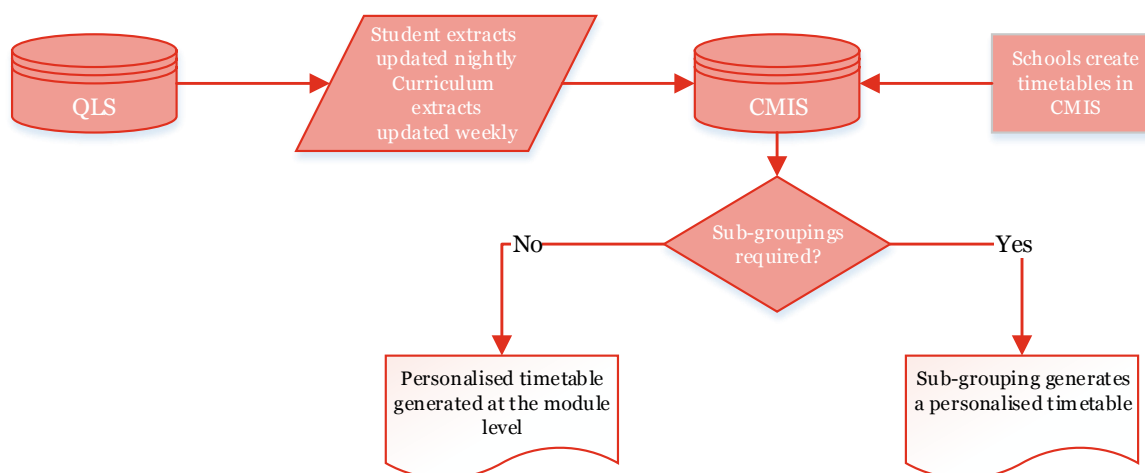 QLS
Student extracts
updated nightly
Curriculum
extracts
updated weekly
CMIS
Schools create
timetables in
CMIS
Sub-groupings
required?
No
Yes
Personalised timetable
generated at the module
level
Sub-grouping generates
a personalised timetable